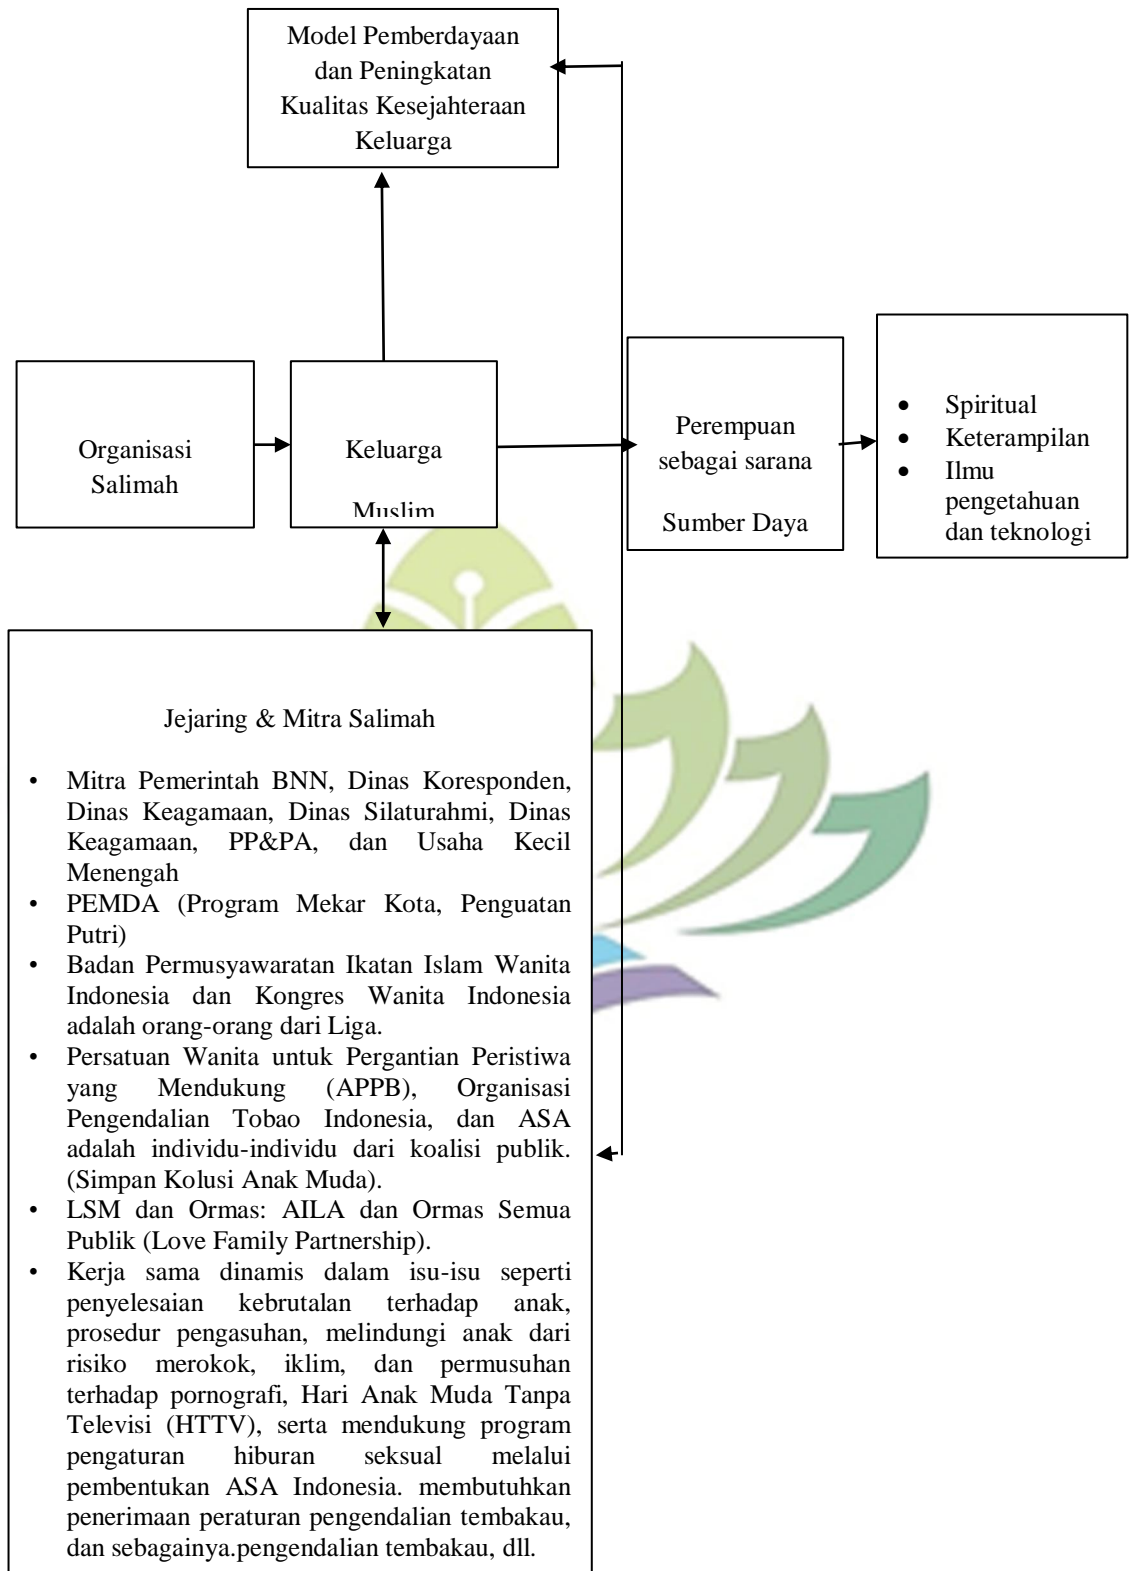 Model Pemberdayaan
dan Peningkatan
Kualitas Kesejahteraan
Keluarga
Organisasi
Salimah
Keluarga
Muslim
Perempuan
sebagai sarana
Sumber Daya
• Spiritual
• Keterampilan
• Ilmu
pengetahuan
dan teknologi
Jejaring & Mitra Salimah
• Mitra Pemerintah BNN, Dinas Koresponden,
Dinas Keagamaan, Dinas Silaturahmi, Dinas
Keagamaan, PP&PA, dan Usaha Kecil
Menengah
• PEMDA (Program Mekar Kota, Penguatan
Putri)
• Badan Permusyawaratan Ikatan Islam Wanita
Indonesia dan Kongres Wanita Indonesia
adalah orang-orang dari Liga.
• Persatuan Wanita untuk Pergantian Peristiwa
yang Mendukung (APPB), Organisasi
Pengendalian Tobao Indonesia, dan ASA
adalah individu-individu dari koalisi publik.
(Simpan Kolusi Anak Muda).
• LSM dan Ormas: AILA dan Ormas Semua
Publik (Love Family Partnership).
• Kerja sama dinamis dalam isu-isu seperti
penyelesaian kebrutalan terhadap anak,
prosedur pengasuhan, melindungi anak dari
risiko merokok, iklim, dan permusuhan
terhadap pornografi, Hari Anak Muda Tanpa
Televisi (HTTV), serta mendukung program
pengaturan hiburan seksual melalui
pembentukan ASA Indonesia. membutuhkan
penerimaan peraturan pengendalian tembakau,
dan sebagainya.pengendalian tembakau, dll.